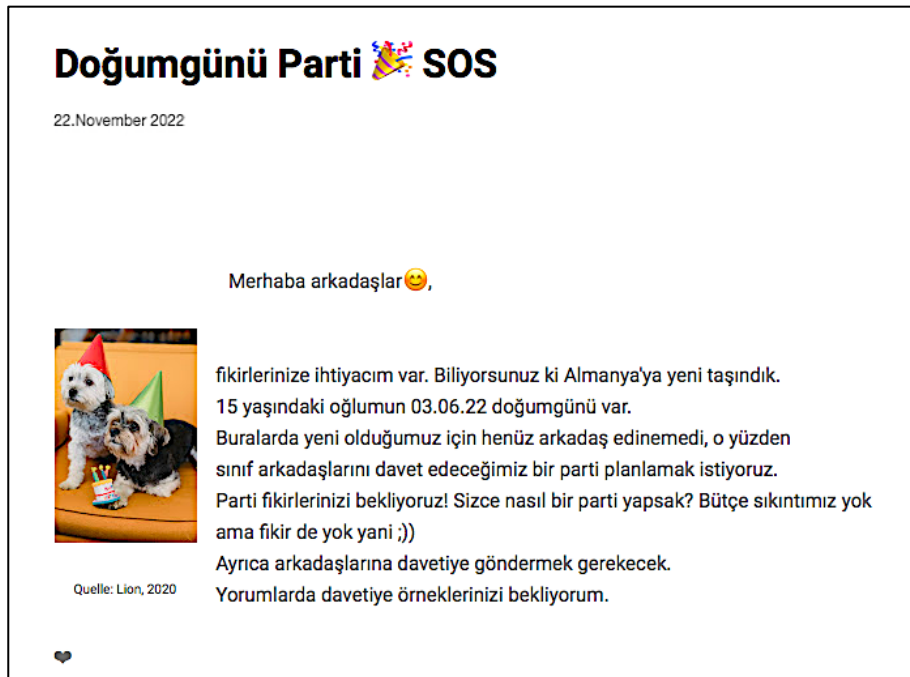 Doğumgünü Parti 🎉 SOS
22.November 2022
Merhaba arkadaşlar😊,
fikirlerinize ihtiyacım var. Biliyorsunuz ki Almanya'ya yeni taşındık.
15 yaşındaki oğlumun 03.06.22 doğumgünü var.
Buralarda yeni olduğumuz için henüz arkadaş edinemedi, o yüzden
sınıf arkadaşlarını davet edeceğimiz bir parti planlamak istiyoruz.
Parti fikirlerinizi bekliyoruz! Sizce nasıl bir parti yapsak? Bütçe sıkıntımız yok
ama fikir de yok yani ;))
Ayrıca arkadaşlarına davetiye göndermek gerekecek.
Yorumlarda davetiye örneklerinizi bekliyorum.
Quelle: Lion, 2020